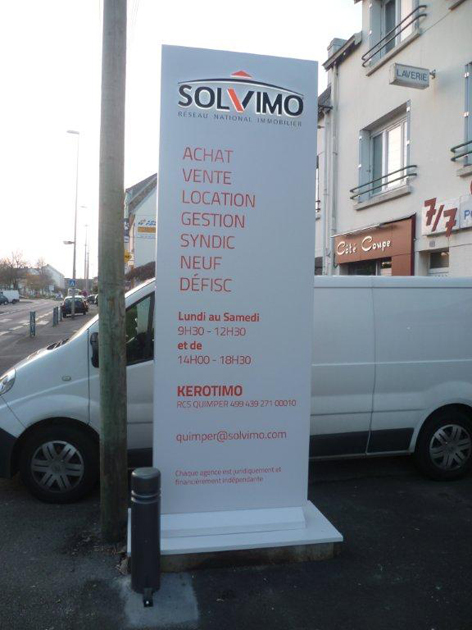 SOLVIMO
RÉSEAU NATIONAL IMMOBILIER
ACHAT
VENTE
LOCATION
GESTION
SYNDIC
NEUF
DÉFISC
Lundi au Samedi
9H30 - 12H30
et de
14H00 - 18H30
KEROTIMO
RCS QUIMPER 499 439 271 00010
quimper@solvimo.com
Chaque agence est juridiquement et
financièrement indépendante.
LAVERIE
7/7
Côté Coupe